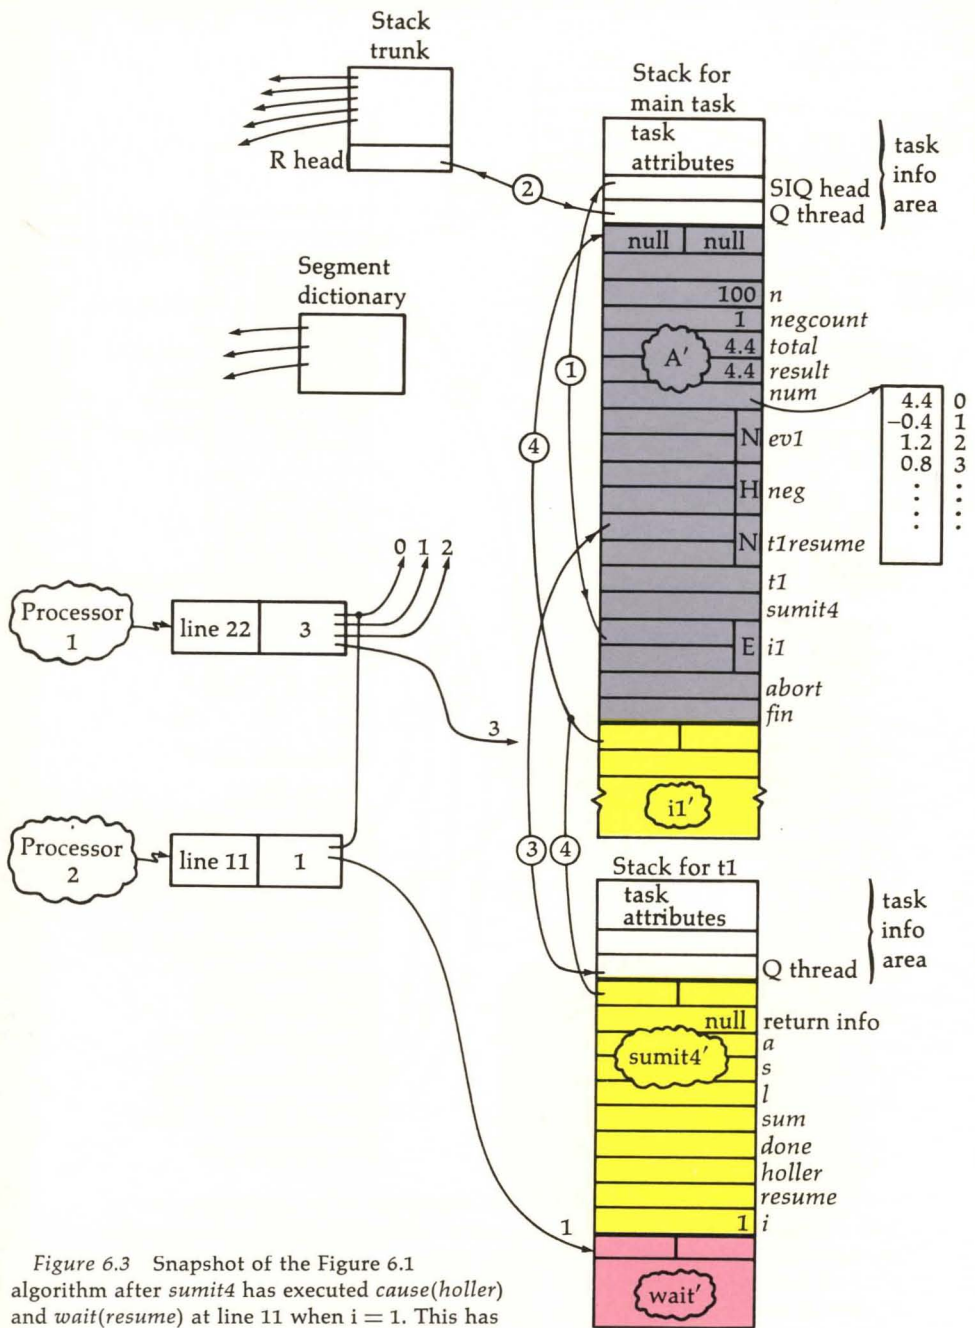 Stack
trunk
R head
2
Stack for
main task
task
attributes
SIQ head
Q thread
task
info
area
null null
100 n
1 negcount
4.4 total
A′
4.4 result
num
N ev1
H neg
N t1resume
t1
sumit4
E i1
abort
fin
i1′
4.4 0
−0.4 1
1.2 2
0.8 3
Segment
dictionary
1
4
0 1 2
Processor
1
line 22 3
3
Processor
2
line 11 1
3 4
Stack for t1
task
attributes
Q thread
task
info
area
null return info
a
sumit4′
s
l
sum
done
holler
resume
1 i
1
wait′
Figure 6.3 Snapshot of the Figure 6.1
algorithm after sumit4 has executed cause(holler)
and wait(resume) at line 11 when i = 1. This has